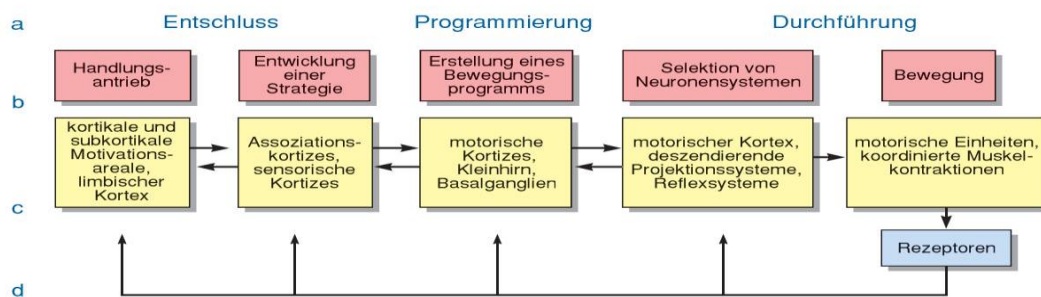 a
Entschluss
Programmierung
Durchführung
b
Handlungs-
antrieb
Entwicklung
einer
Strategie
Erstellung eines
Bewegungs-
programms
Selektion von
Neuronensystemen
Bewegung
c
kortikale und
subkortikale
Motivations-
areale,
limbischer
Kortex
Assoziations-
kortizes,
sensorische
Kortizes
motorische
Kortizes,
Kleinhirn,
Basalganglien
motorischer Kortex,
deszendierende
Projektionssysteme,
Reflexsysteme
motorische Einheiten,
koordinierte Muskel-
kontraktionen
Rezeptoren
d